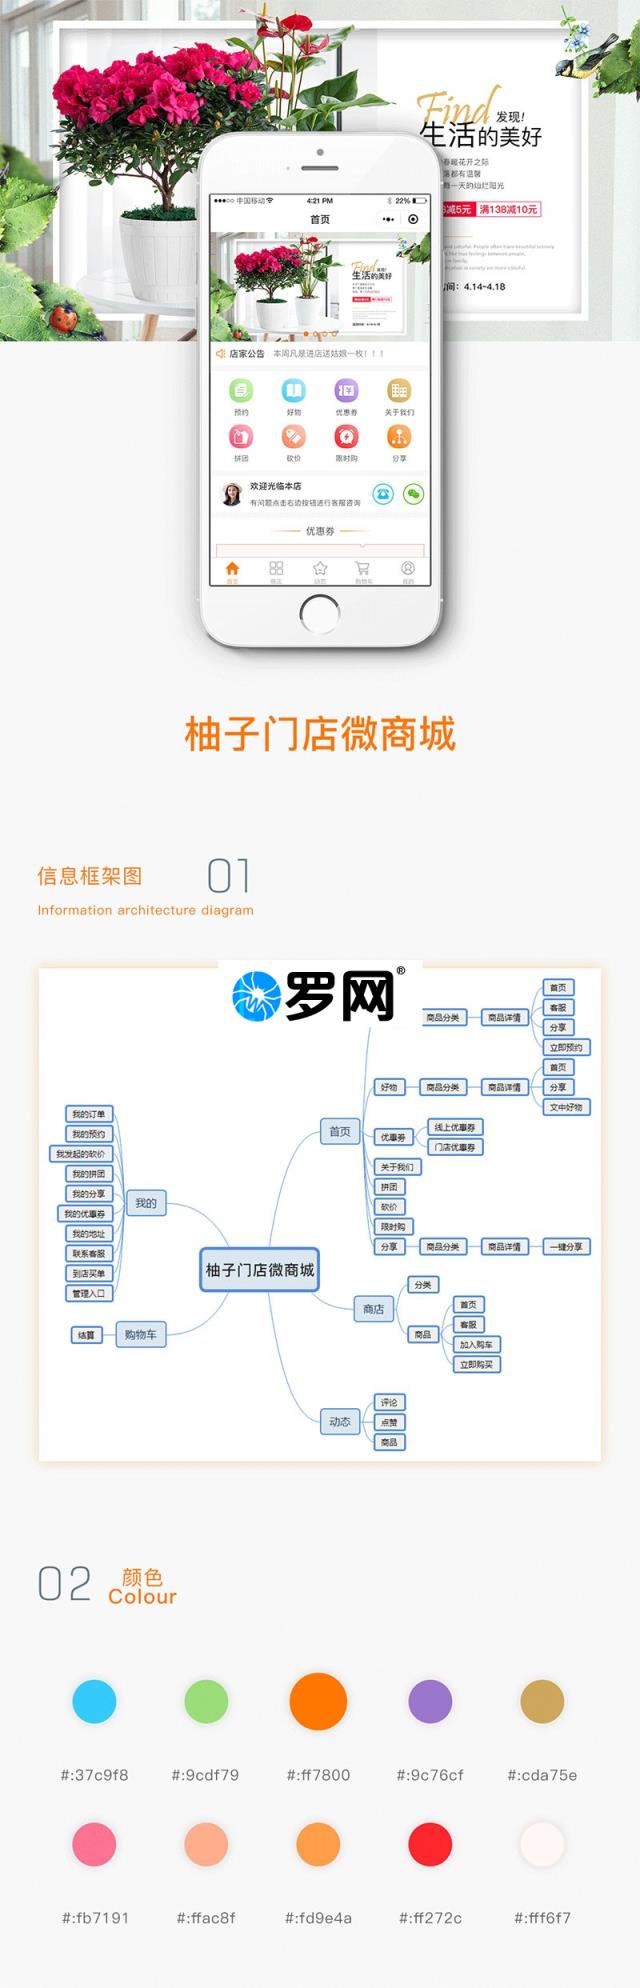 Find 发现!
生活的美好
春暖花开之际
落都有温馨
每一天的灿烂阳光
减5元 满138减10元
间：4.14-4.18
中国移动 4:21 PM 22%
首页
Find 发现!
生活的美好
店家公告 本周凡是进店送姑娘一枚！！！
预约 好物 优惠券 关于我们
拼团 砍价 限时购 分享
欢迎光临本店
有问题点击右边按钮进行客服咨询
优惠券
首页 商店 动态 购物车 我的
柚子门店微商城
信息框架图 01
Information architecture diagram
罗网®
商品分类 商品详情 首页
客服
分享
立即预约
好物 商品分类 商品详情 首页
分享
文中好物
首页
优惠券 线上优惠券
门店优惠券
关于我们
拼团
砍价
限时购
分享 商品分类 商品详情 一键分享
我的订单
我的预约
我发起的砍价
我的拼团
我的分享
我的优惠券
我的地址
联系客服
到店买单
管理入口
我的
柚子门店微商城
结算 购物车
商店 分类
商品 首页
客服
加入购车
立即购买
动态 评论
点赞
商品
02 颜色
Colour
#:37c9f8 #:9cdf79 #:ff7800 #:9c76cf #:cda75e
#:fb7191 #:ffac8f #:fd9e4a #:ff272c #:fff6f7